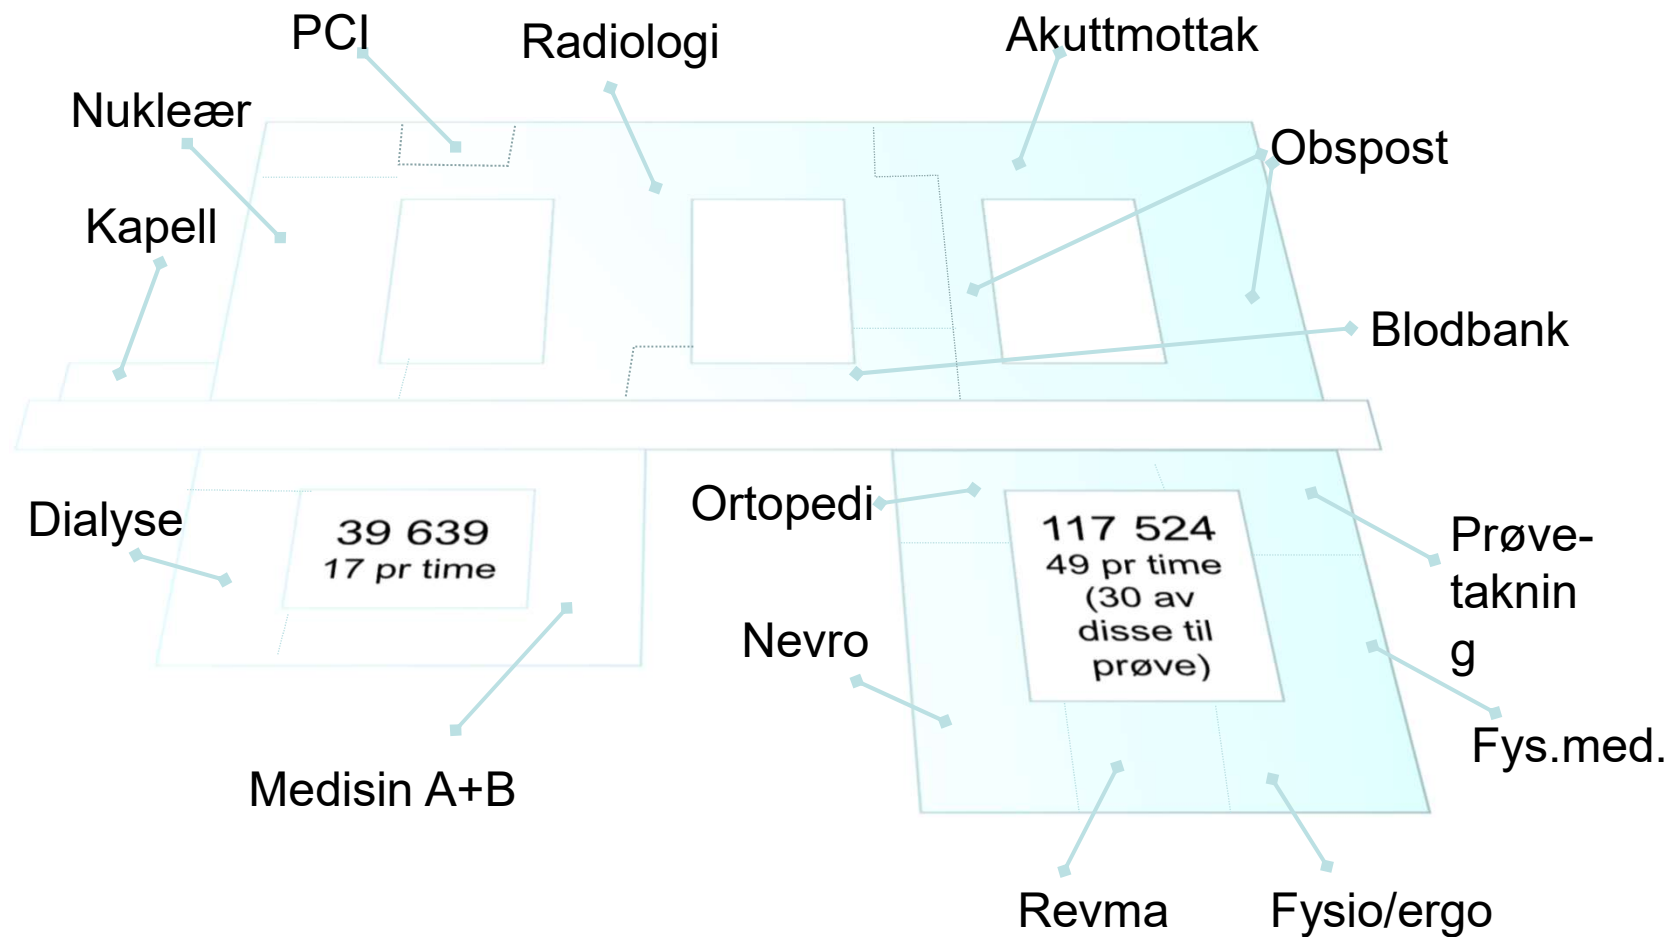 PCI
Radiologi
Akuttmottak
Nukleær
Obspost
Kapell
Blodbank
Dialyse
39 639
17 pr time
Ortopedi
117 524
49 pr time
(30 av
disse til
prøve)
Prøve-
taknin
g
Nevro
Fys.med.
Medisin A+B
Revma
Fysio/ergo